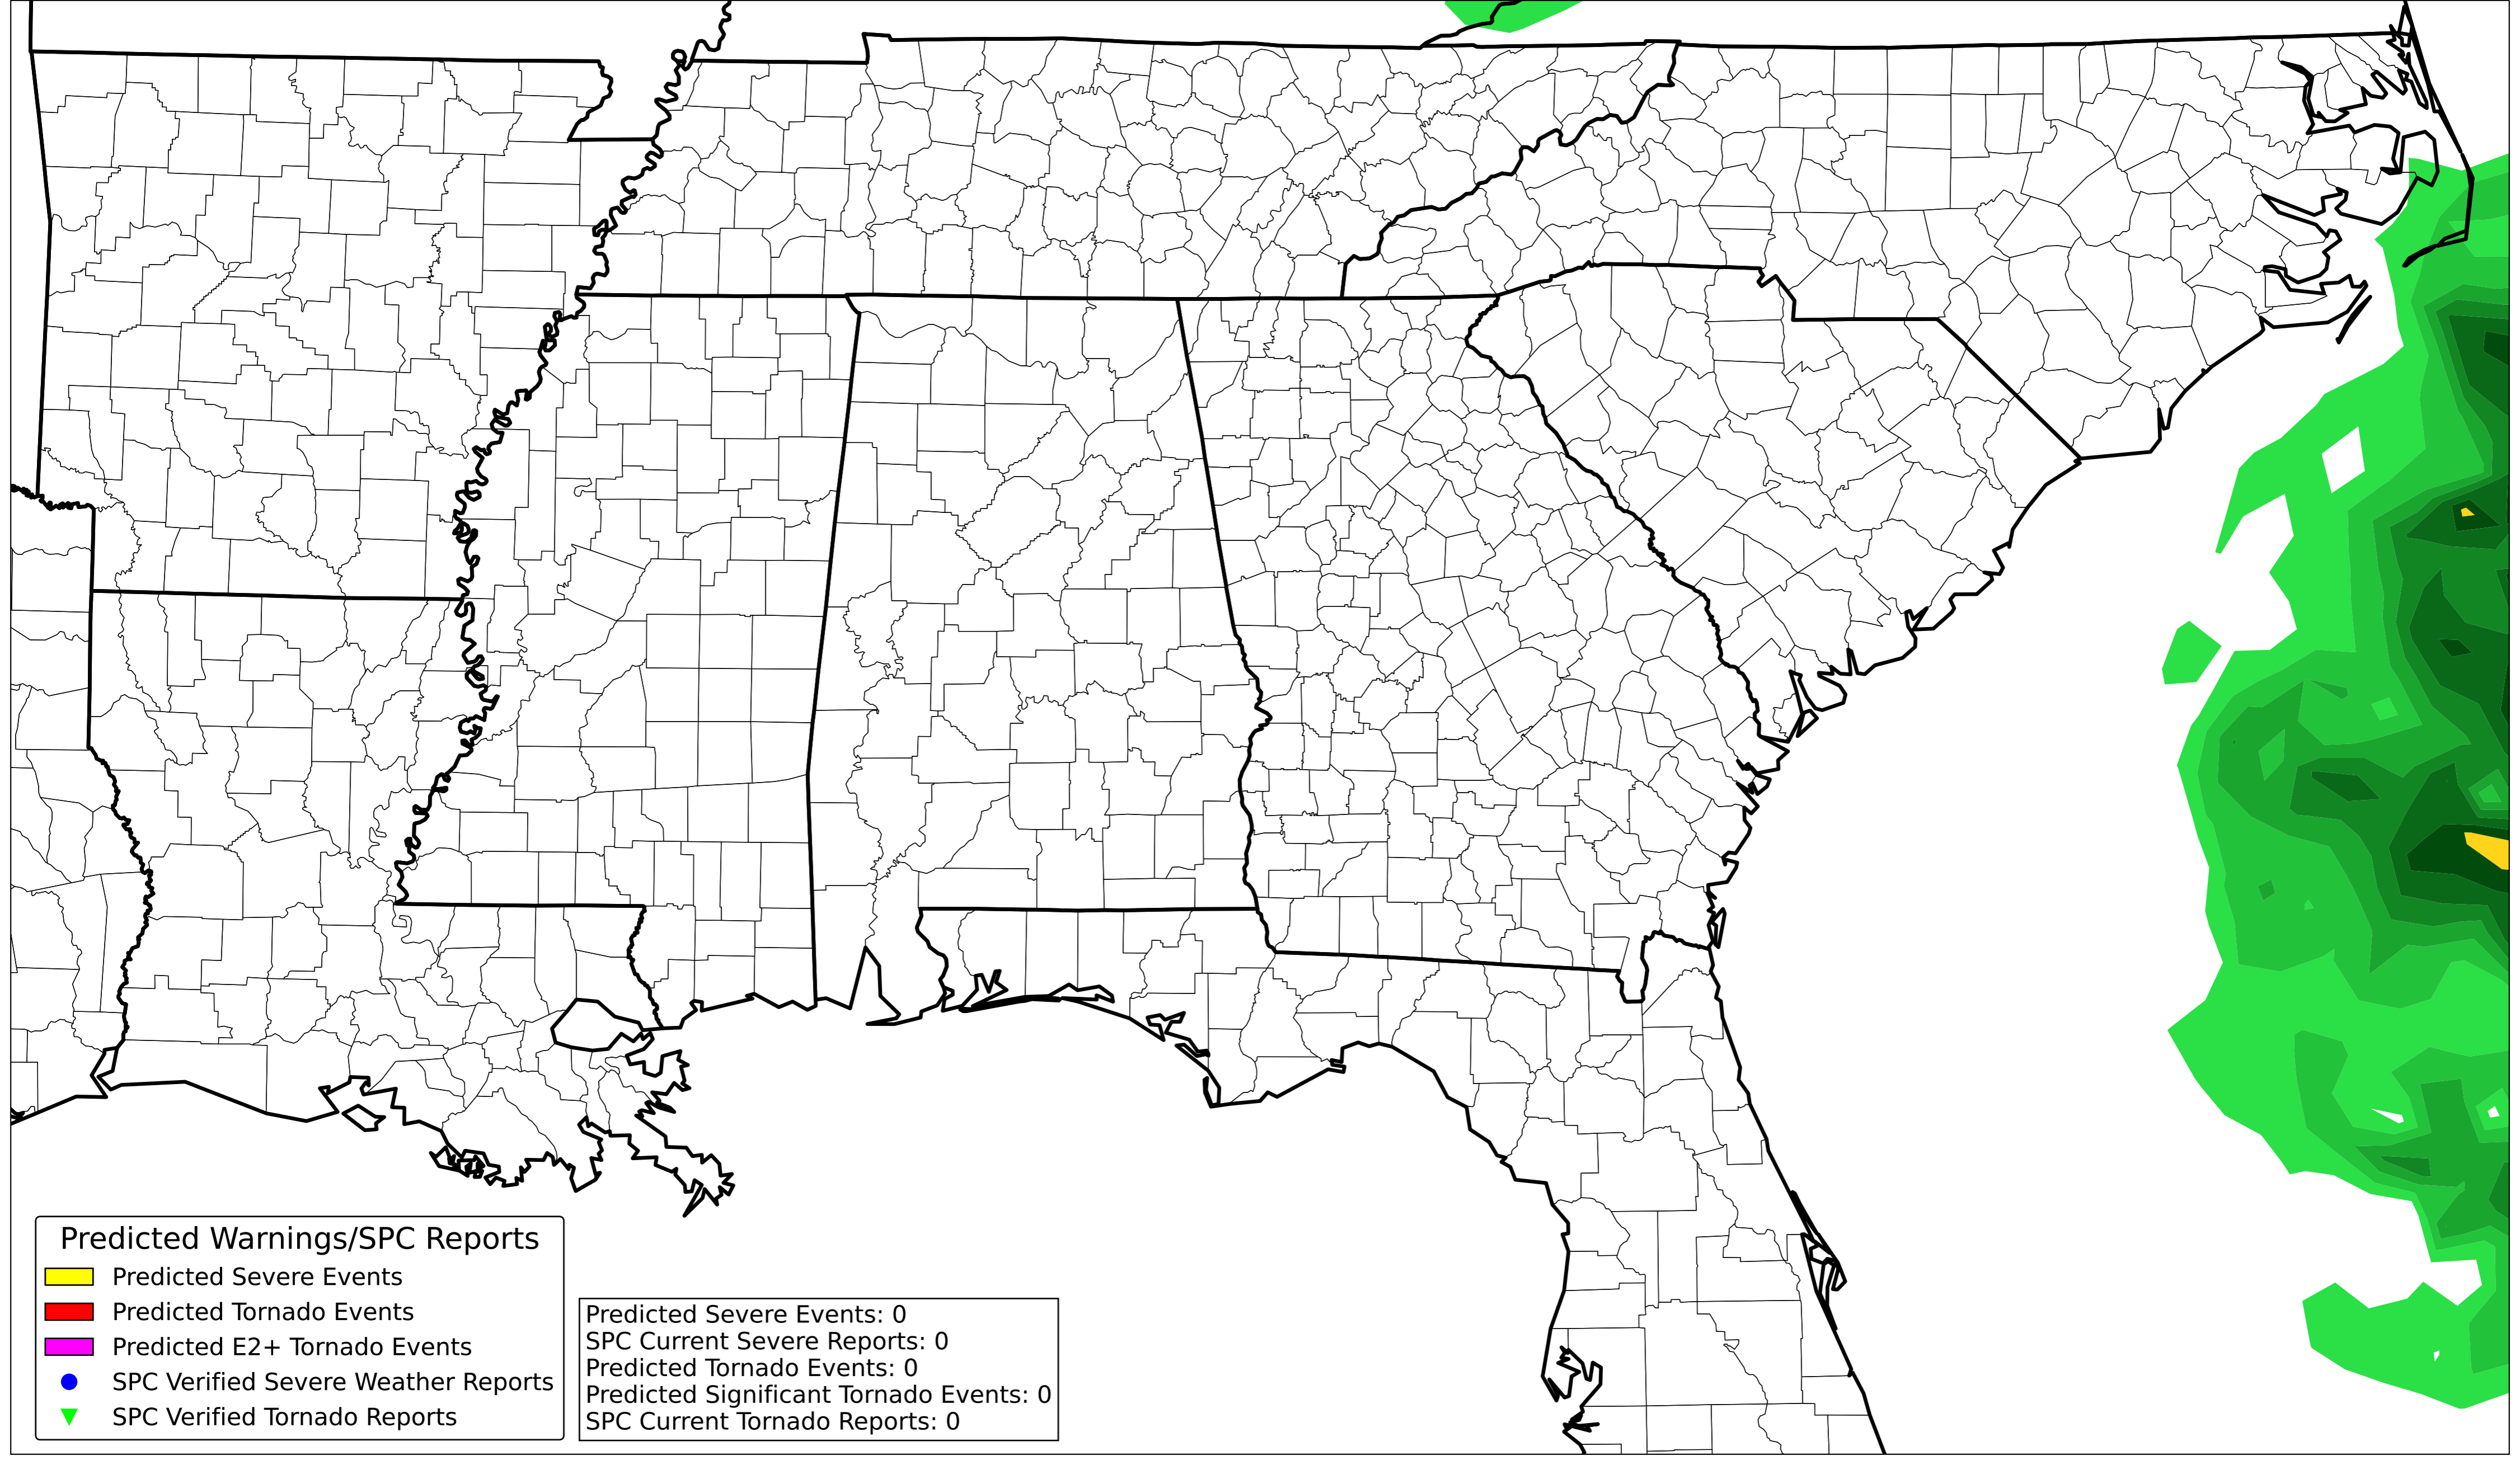 Predicted Warnings/SPC Reports
Predicted Severe Events
Predicted Tornado Events
Predicted E2+ Tornado Events
SPC Verified Severe Weather Reports
SPC Verified Tornado Reports
Predicted Severe Events: 0
SPC Current Severe Reports: 0
Predicted Tornado Events: 0
Predicted Significant Tornado Events: 0
SPC Current Tornado Reports: 0